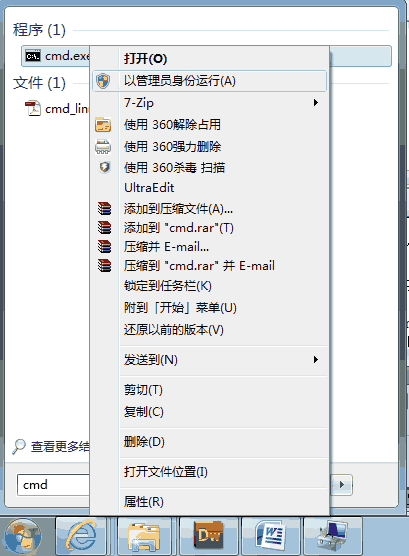 程序 (1)
cmd.exe
文件 (1)
cmd_lin
打开(O)
以管理员身份运行(A)
7-Zip
使用 360解除占用
使用 360强力删除
使用 360杀毒 扫描
UltraEdit
添加到压缩文件(A)...
添加到 "cmd.rar"(T)
压缩并 E-mail...
压缩到 "cmd.rar" 并 E-mail
锁定到任务栏(K)
附到「开始」菜单(U)
还原以前的版本(V)
发送到(N)
剪切(T)
复制(C)
删除(D)
打开文件位置(I)
属性(R)
查看更多结
cmd
Dw
W